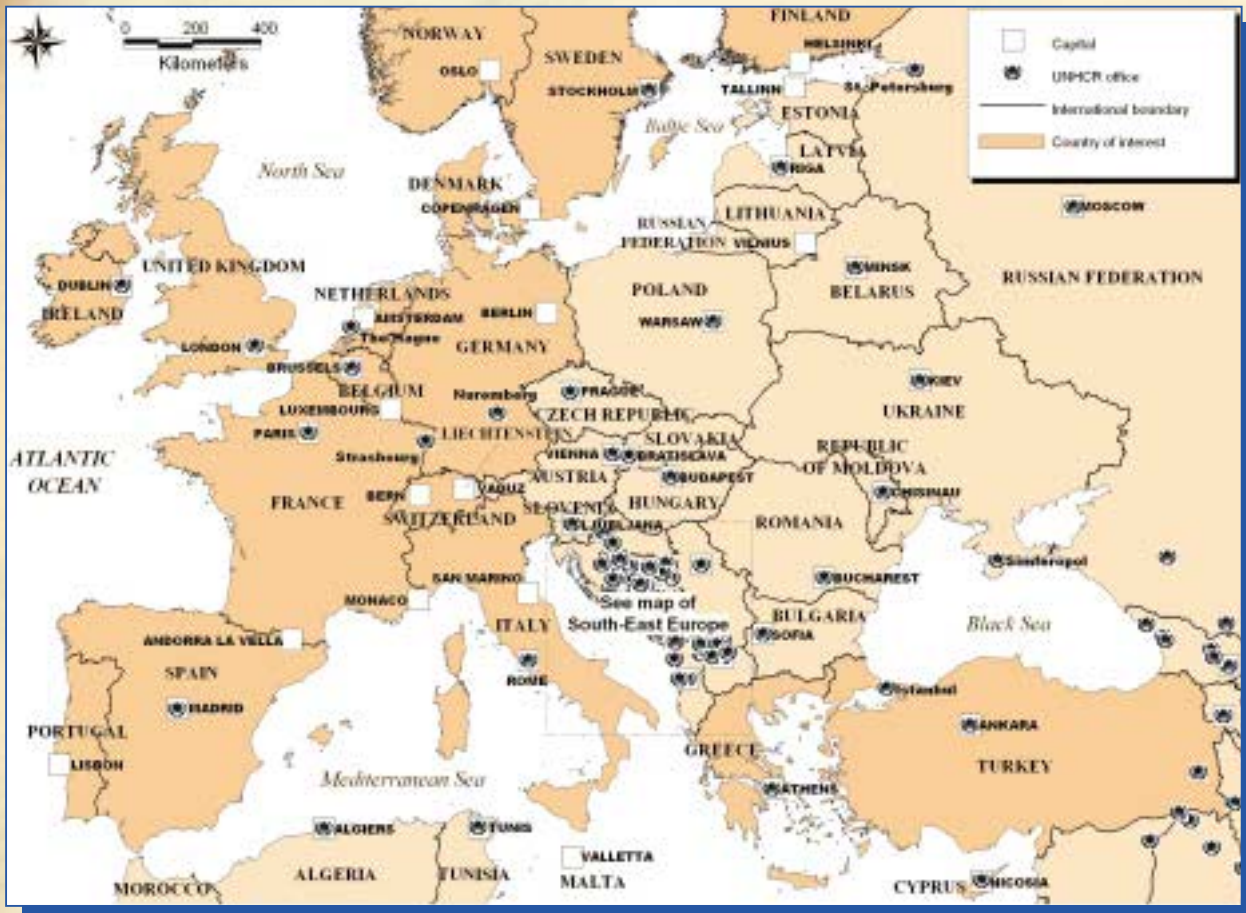 FINLAND
0 200 400
Kilometers
NORWAY
SWEDEN
HELSINKI
OSLO
STOCKHOLM
TALLINN
St. Petersburg
ESTONIA
Baltic Sea
LATVIA
RIGA
North Sea
DENMARK
COPENHAGEN
LITHUANIA
RUSSIAN
FEDERATION
VILNIUS
MOSCOW
Capital
UNHCR office
International boundary
Country of interest
UNITED KINGDOM
DUBLIN
IRELAND
LONDON
NETHERLANDS
AMSTERDAM
The Hague
BERLIN
GERMANY
POLAND
WARSAW
MINSK
BELARUS
RUSSIAN FEDERATION
BRUSSELS
BELGIUM
LUXEMBOURG
Nuremberg
PRAGUE
CZECH REPUBLIC
KIEV
UKRAINE
PARIS
Strasbourg
LIECHTENSTEIN
SLOVAKIA
VIENNA
BRATISLAVA
REPUBLIC
OF MOLDOVA
ATLANTIC
OCEAN
FRANCE
BERN
VADUZ
SWITZERLAND
AUSTRIA
BUDAPEST
HUNGARY
CHISINAU
SLOVENIA
LJUBLJANA
ROMANIA
SAN MARINO
MONACO
BUCHAREST
Simferopol
See map of
South-East Europe
BULGARIA
SOFIA
Black Sea
ANDORRA LA VELLA
SPAIN
MADRID
ITALY
ROME
Istanbul
ANKARA
PORTUGAL
LISBON
GREECE
TURKEY
Mediterranean Sea
ATHENS
ALGIERS
TUNIS
VALLETTA
MALTA
MOROCCO
ALGERIA
TUNISIA
CYPRUS
NICOSIA